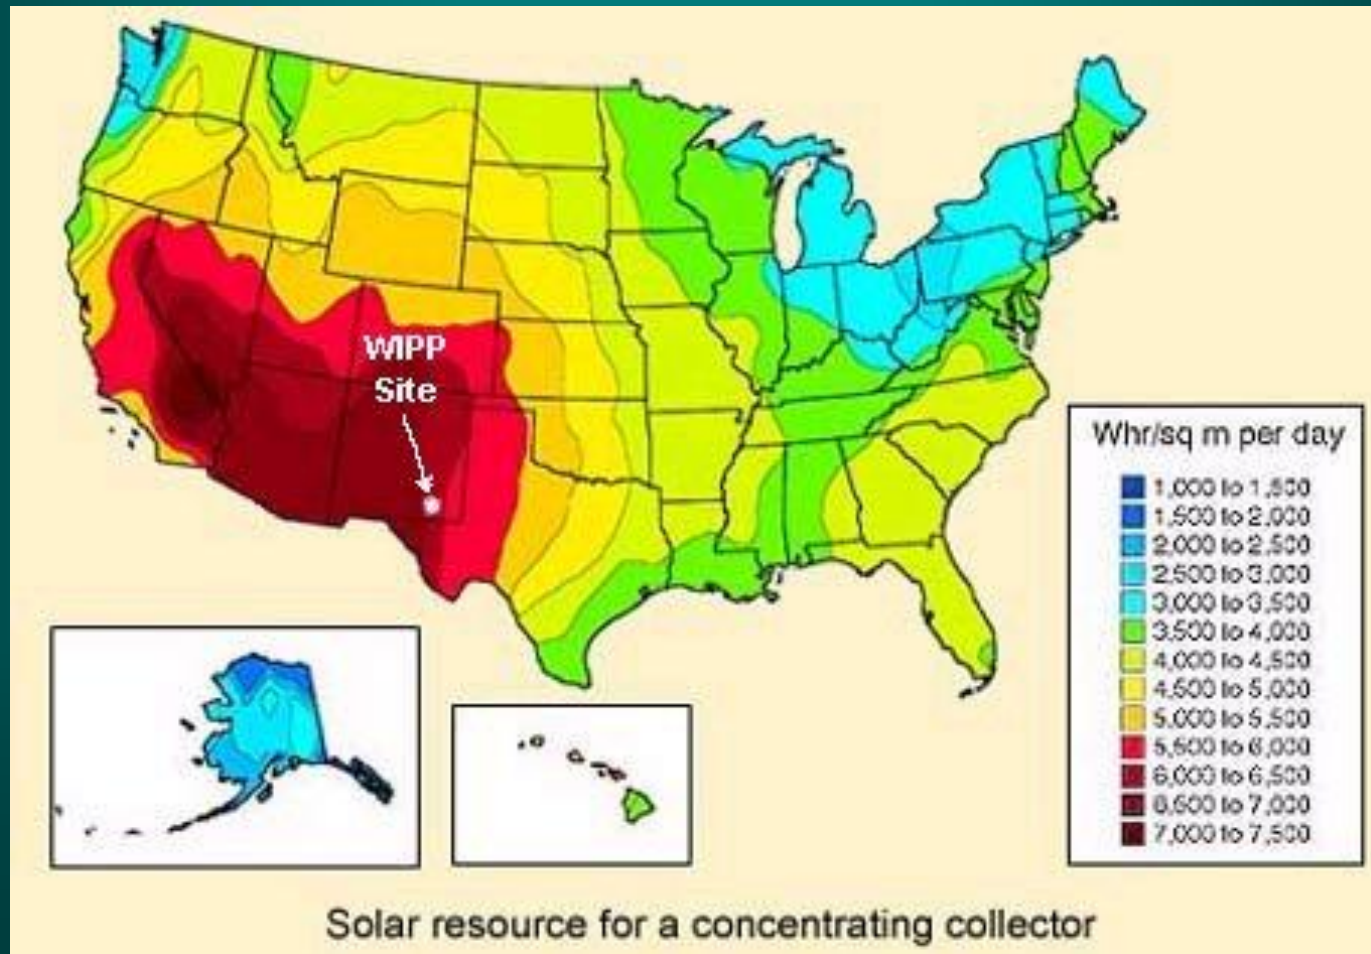 WIPP
Site
Whr/sq m per day
1,000 to 1,500
1,500 to 2,000
2,000 to 2,500
2,500 to 3,000
3,000 to 3,500
3,500 to 4,000
4,000 to 4,500
4,500 to 5,000
5,000 to 5,500
5,500 to 6,000
6,000 to 6,500
6,500 to 7,000
7,000 to 7,500
Solar resource for a concentrating collector